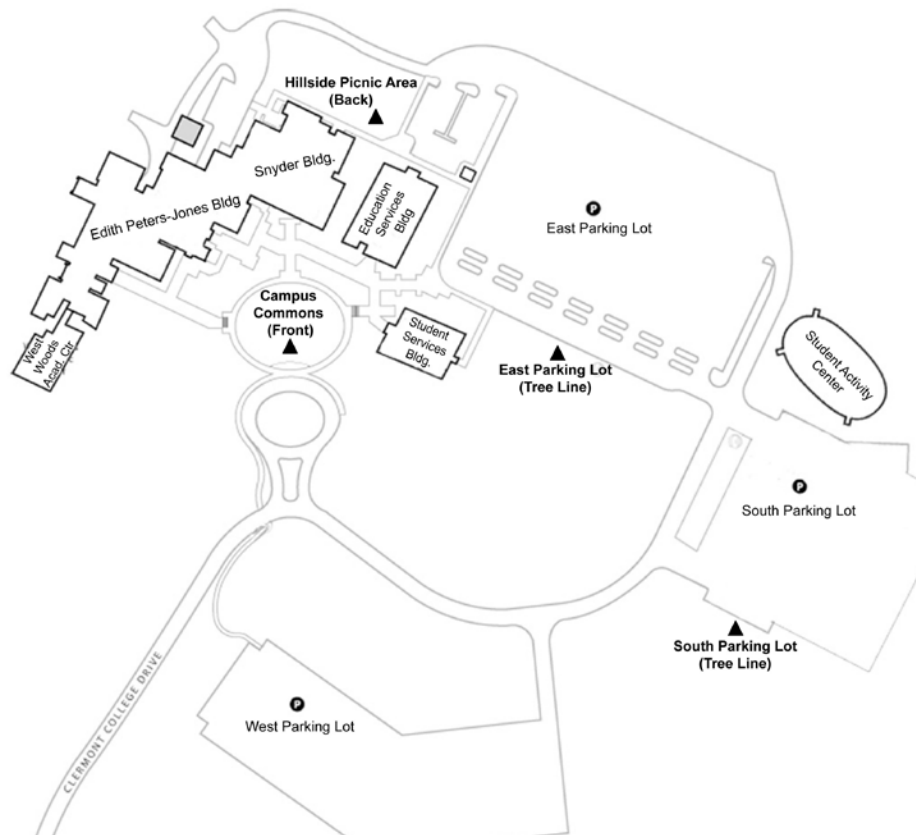 Hillside Picnic Area
(Back)
Snyder Bldg.
Edith Peters-Jones Bldg
Education
Services
Bldg
P
East Parking Lot
Campus
Commons
(Front)
West
Woods
Acad. Ctr
Student
Services
Bldg.
East Parking Lot
(Tree Line)
Student Activity
Center
P
South Parking Lot
South Parking Lot
(Tree Line)
P
West Parking Lot
CLERMONT COLLEGE DRIVE